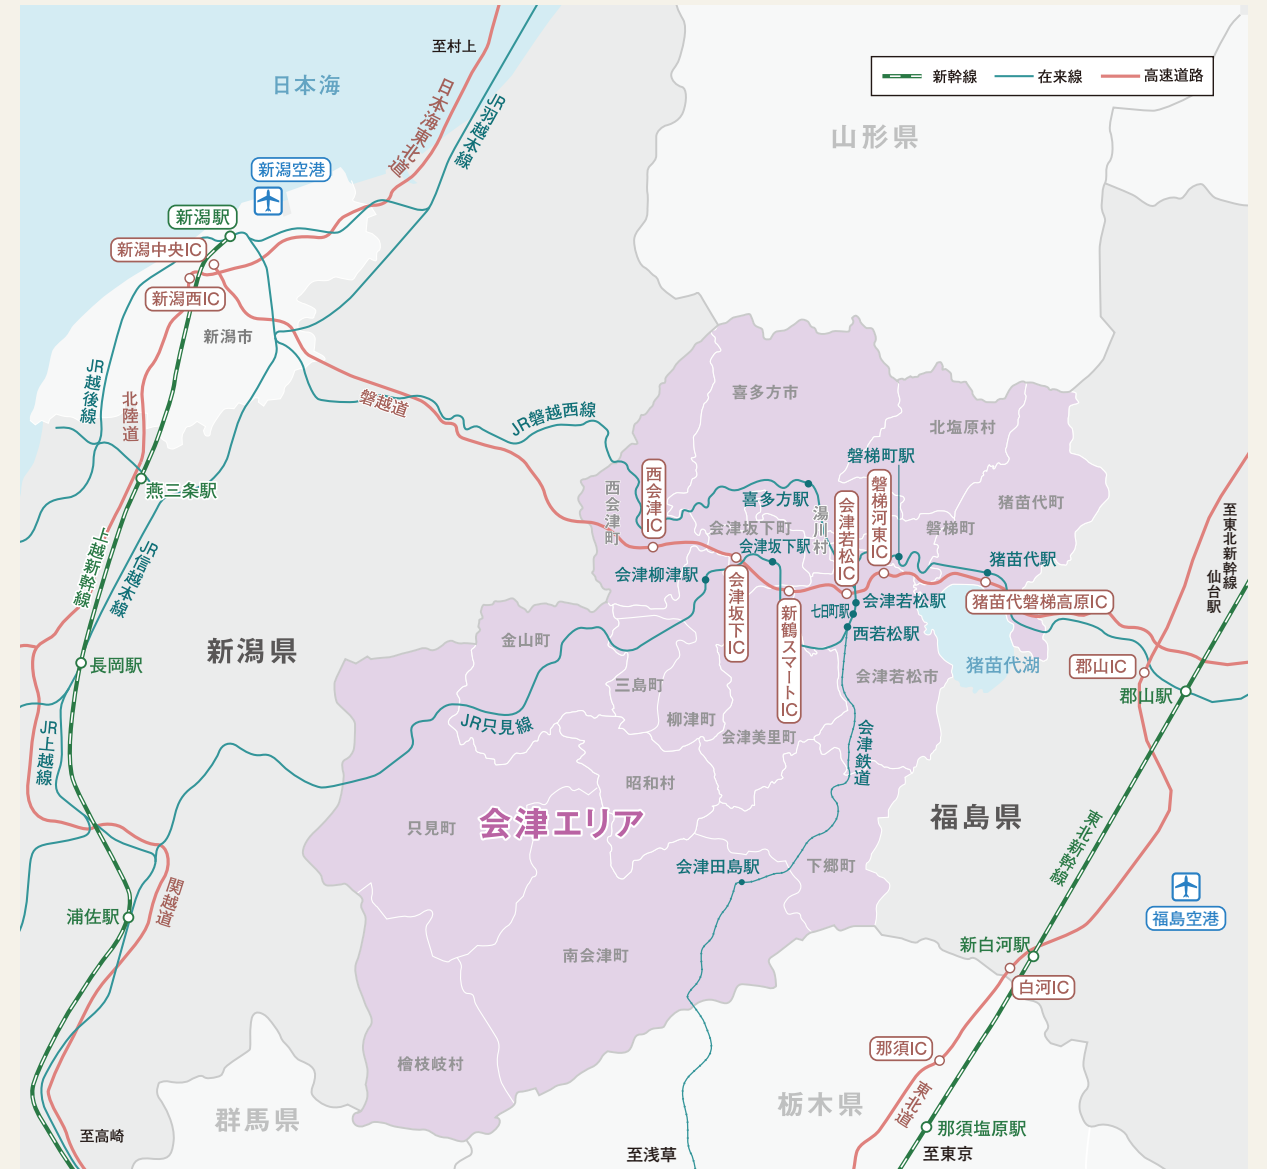 至村上
日本海
新幹線
在来線
高速道路
日本海東北道
JR羽越本線
山形県
新潟空港
新潟駅
新潟中央IC
新潟西IC
新潟市
JR越後線
北陸道
磐越道
JR磐越西線
喜多方市
北塩原村
磐梯町駅
西会津町
西会津IC
喜多方駅
湯川村
会津若松IC
磐梯河東IC
猪苗代町
磐梯町
会津坂下町
会津坂下駅
猪苗代駅
至東北新幹線
仙台駅
燕三条駅
上越新幹線
JR信越本線
会津柳津駅
会津坂下IC
新鶴スマートIC
七日町駅
会津若松駅
西若松駅
猪苗代磐梯高原IC
猪苗代湖
郡山IC
郡山駅
新潟県
長岡駅
金山町
三島町
柳津町
会津美里町
会津若松市
JR上越線
JR只見線
会津鉄道
昭和村
只見町
会津エリア
福島県
東北新幹線
会津田島駅
下郷町
関越道
浦佐駅
福島空港
新白河駅
白河IC
南会津町
檜枝岐村
那須IC
東北道
栃木県
群馬県
那須塩原駅
至高崎
至浅草
至東京